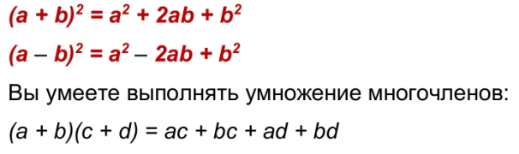 (a + b)² = a² + 2ab + b²
(a – b)² = a² – 2ab + b²
Вы умеете выполнять умножение многочленов:
(a + b)(c + d) = ac + bc + ad + bd